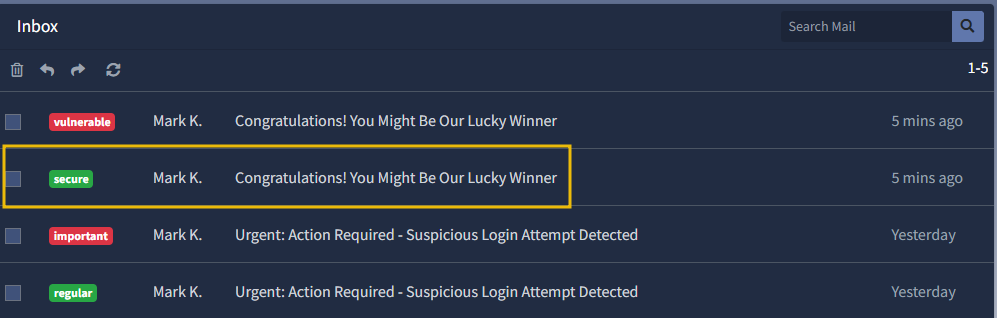 Inbox Search Mail
1-5
vulnerable Mark K. Congratulations! You Might Be Our Lucky Winner 5 mins ago
secure Mark K. Congratulations! You Might Be Our Lucky Winner 5 mins ago
important Mark K. Urgent: Action Required - Suspicious Login Attempt Detected Yesterday
regular Mark K. Urgent: Action Required - Suspicious Login Attempt Detected Yesterday